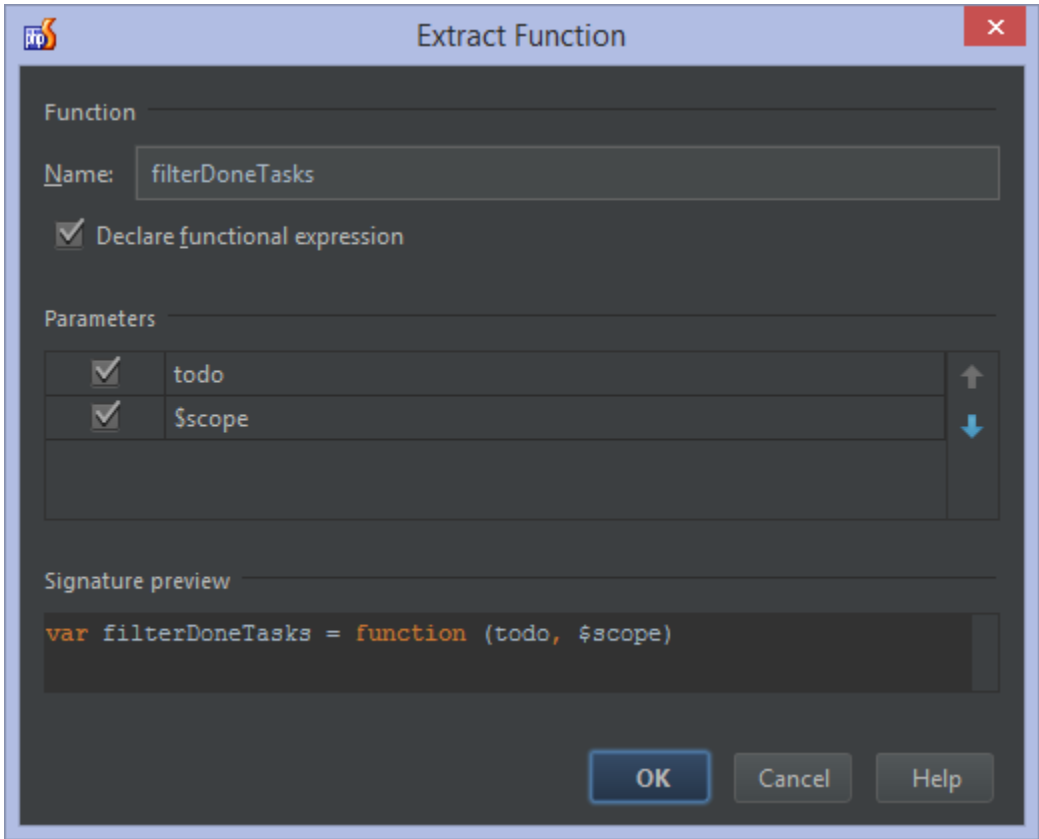 php
Extract Function
Function
Name: filterDoneTasks
Declare functional expression
Parameters
todo
$scope
Signature preview
var filterDoneTasks = function (todo, $scope)
OK Cancel Help